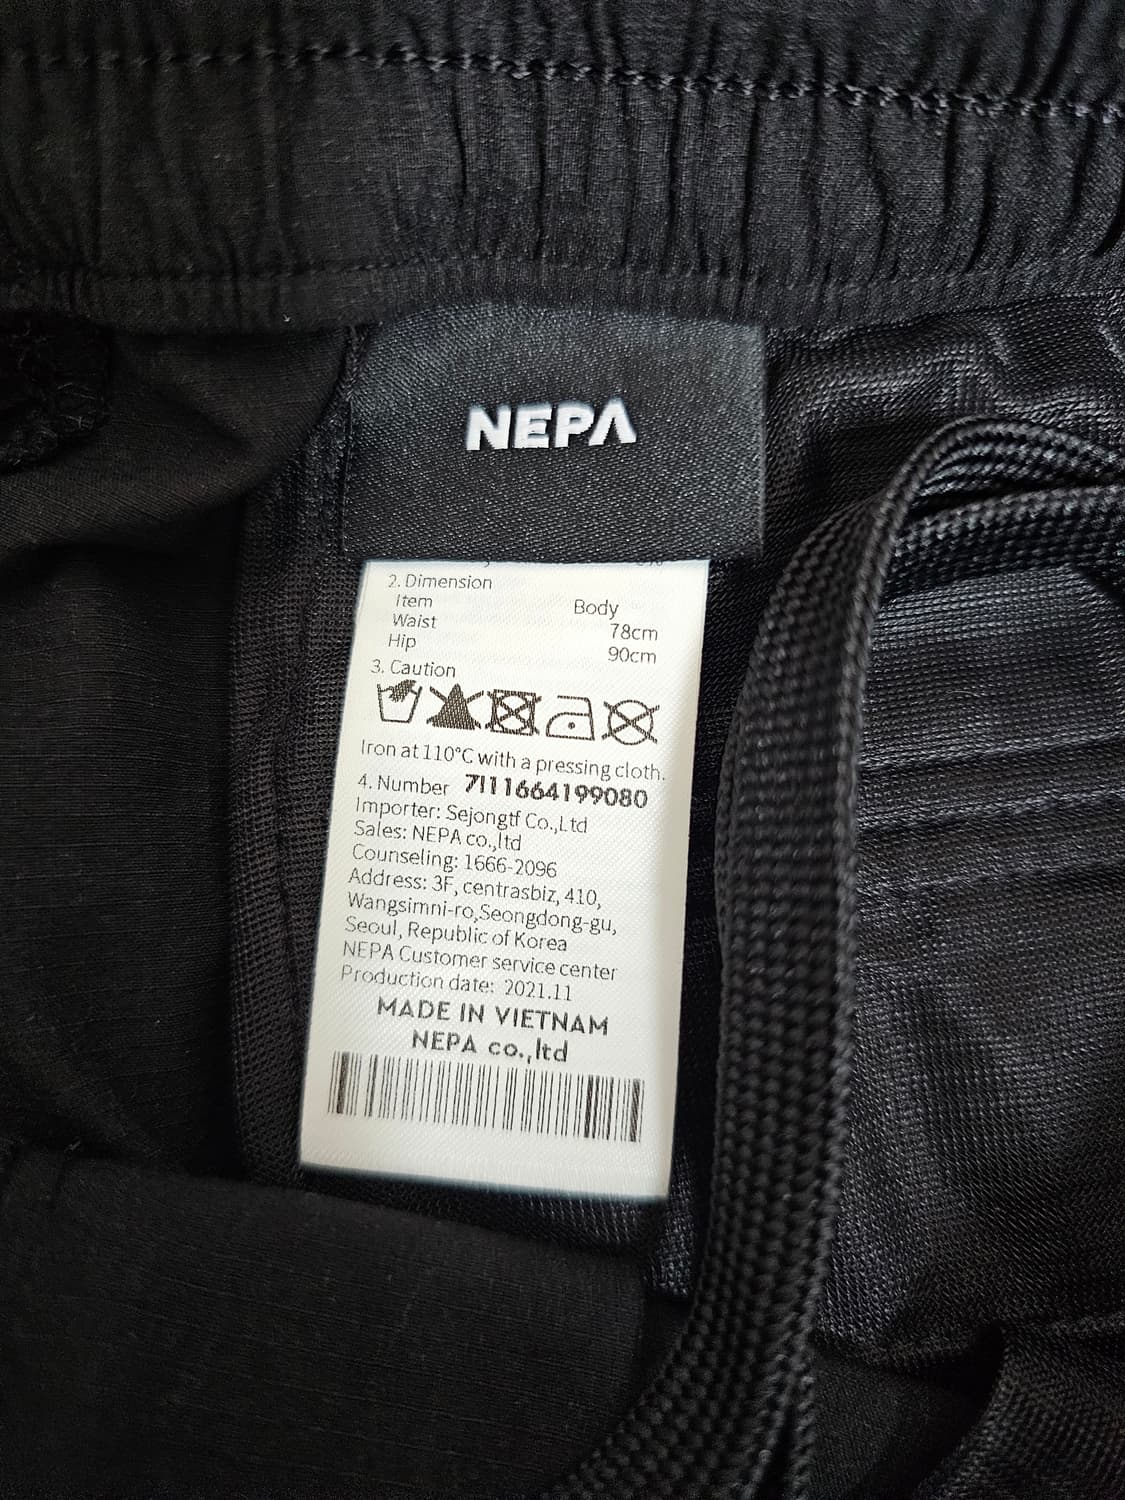 NEPA
2. Dimension
Item Body
Waist 78cm
Hip 90cm
3. Caution
Iron at 110°C with a pressing cloth.
4. Number 7I11664199080
Importer: Sejongtf Co.,Ltd
Sales: NEPA co.,ltd
Counseling: 1666-2096
Address: 3F, centrasbiz, 410,
Wangsimni-ro,Seongdong-gu,
Seoul, Republic of Korea
NEPA Customer service center
Production date: 2021.11
MADE IN VIETNAM
NEPA co.,ltd